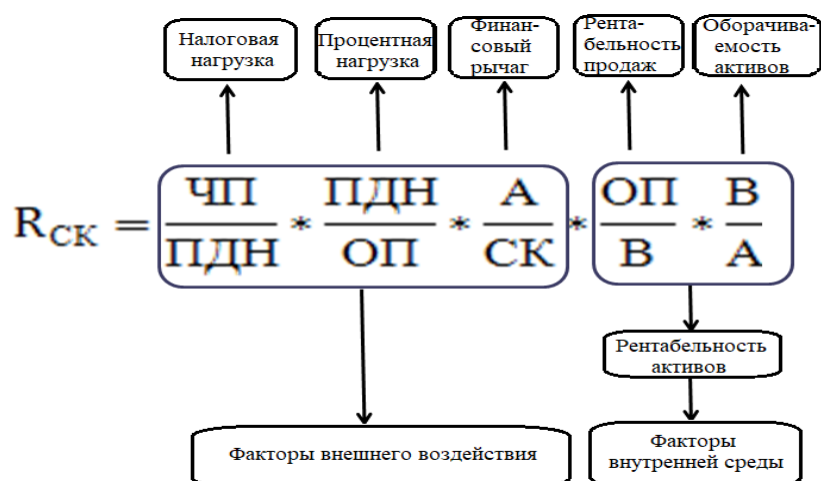 Налоговая
нагрузка
Процентная
нагрузка
Финан-
совый
рычаг
Рента-
бельность
продаж
Оборачива-
емость
активов
R_СК = ЧП/ПДН * ПДН/ОП * А/СК * ОП/В * В/А
Рентабельность
активов
Факторы внешнего воздействия
Факторы
внутренней среды